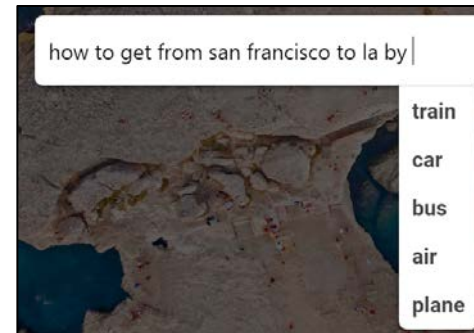 how to get from san francisco to la by
train
car
bus
air
plane